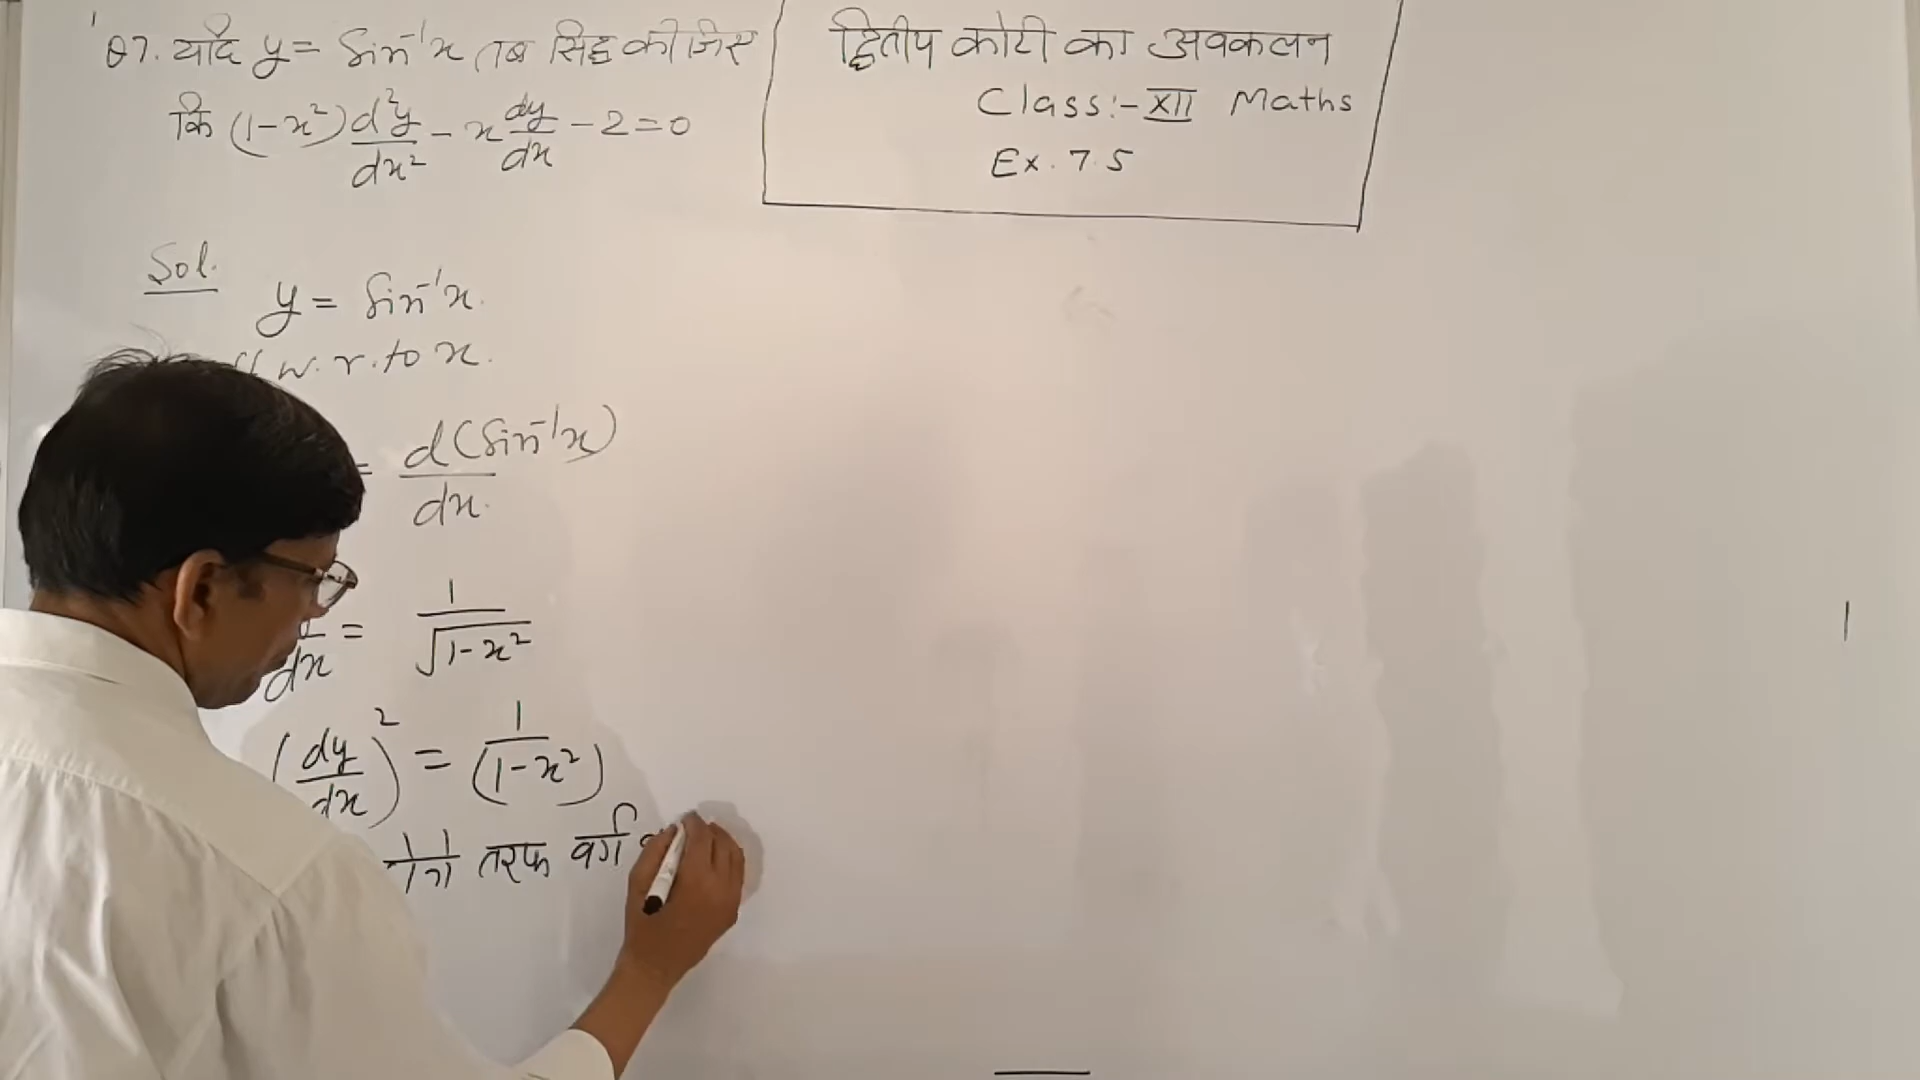 Q7. यदि y = Sin⁻¹x तब सिद्ध कीजिए
कि (1-x²) d²y/dx² - x dy/dx - 2 = 0
द्वितीय कोटी का अवकलन
Class:- XII Maths
Ex. 7.5
Sol.
y = Sin⁻¹x.
w.r.to x.
= d(Sin⁻¹x)/dx.
dx = 1/√1-x²
(dy/dx)² = 1/(1-x²)
तरफ वर्ग